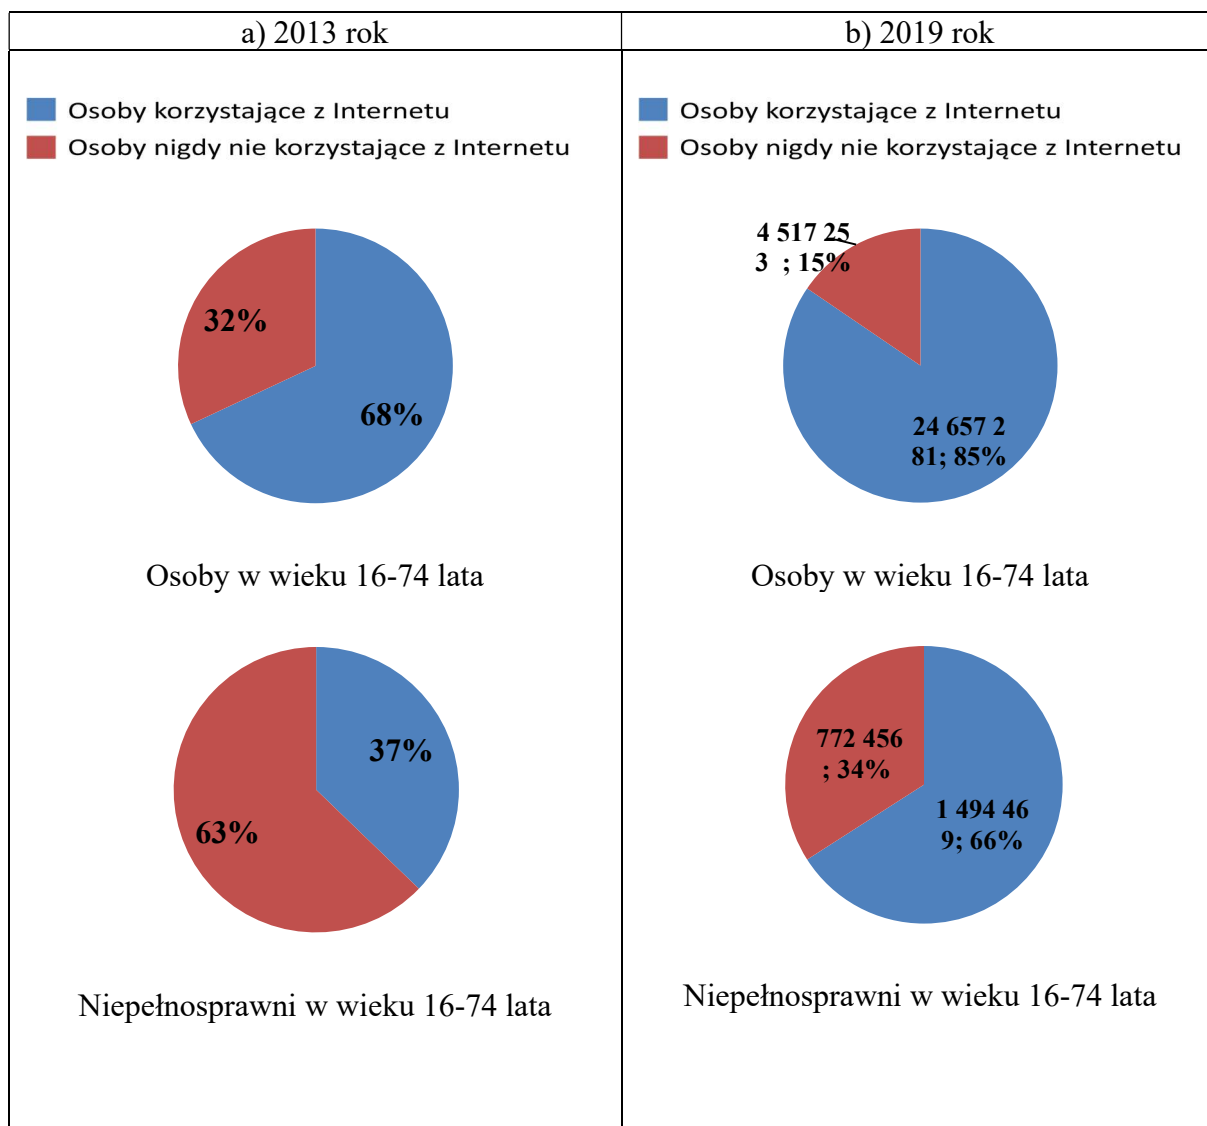 a) 2013 rok
b) 2019 rok
Osoby korzystające z Internetu
Osoby nigdy nie korzystające z Internetu
32%
68%
Osoby w wieku 16-74 lata
37%
63%
Niepełnosprawni w wieku 16-74 lata
Osoby korzystające z Internetu
Osoby nigdy nie korzystające z Internetu
4 517 25
3 ; 15%
24 657 2
81; 85%
Osoby w wieku 16-74 lata
772 456
; 34%
1 494 46
9; 66%
Niepełnosprawni w wieku 16-74 lata